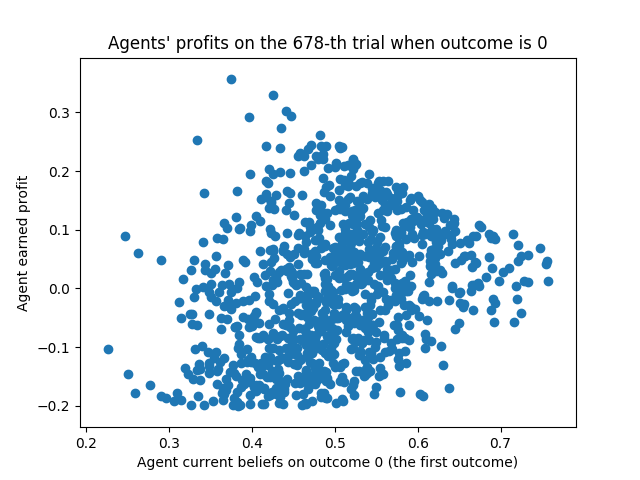 Agents' profits on the 678-th trial when outcome is 0
0.3
0.2
0.1
0.0
−0.1
−0.2
Agent earned profit
0.2 0.3 0.4 0.5 0.6 0.7
Agent current beliefs on outcome 0 (the first outcome)